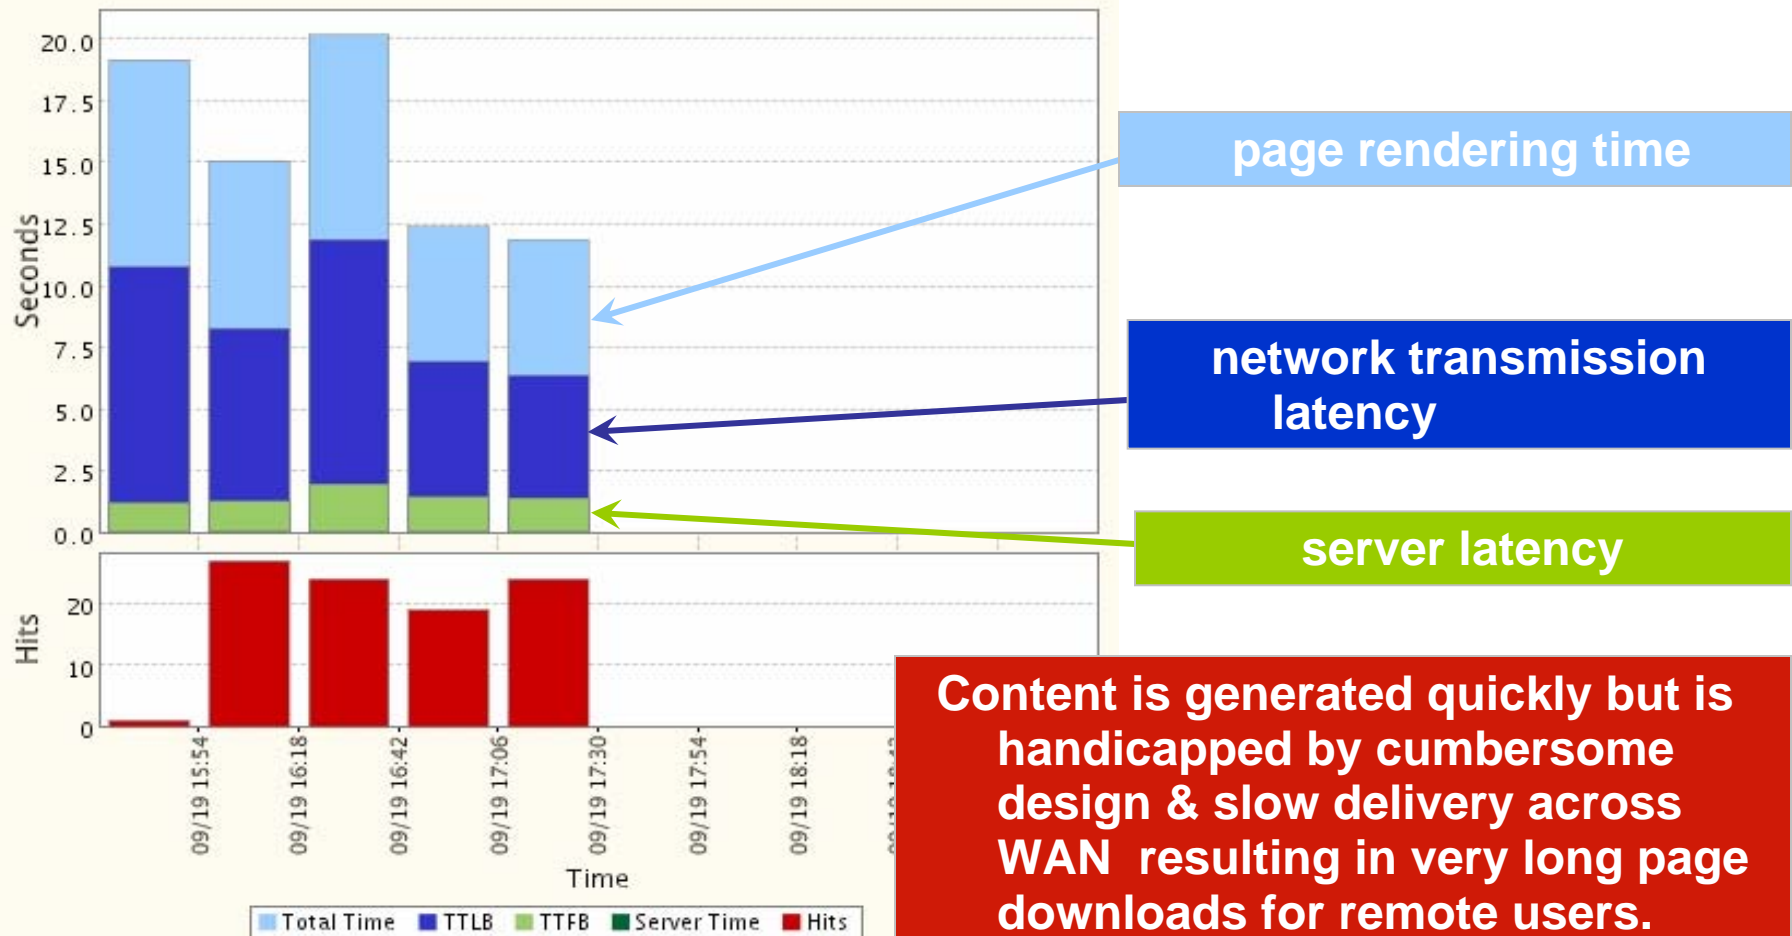 20.0
17.5
15.0
12.5
10.0
7.5
5.0
2.5
0.0
Seconds
page rendering time
network transmission
latency
server latency
20
10
0
Hits
09/19 15:54
09/19 16:18
09/19 16:42
09/19 17:06
09/19 17:30
09/19 17:54
09/19 18:18
Time
Total Time TTLB TTFB Server Time Hits
Content is generated quickly but is
handicapped by cumbersome
design & slow delivery across
WAN resulting in very long page
downloads for remote users.